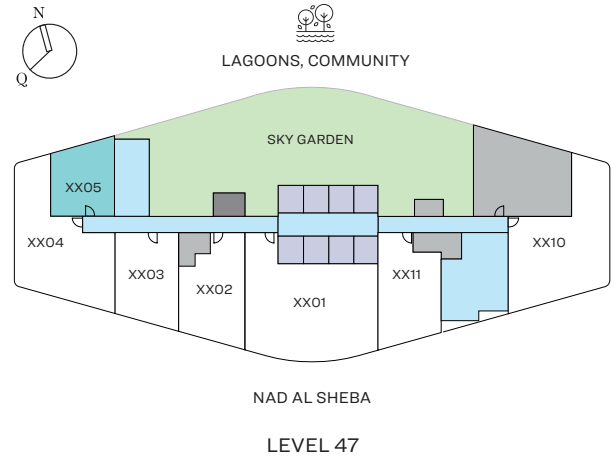 N
Q
LAGOONS, COMMUNITY
SKY GARDEN
XX05
XX04
XX10
XX03
XX11
XX02
XX01
NAD AL SHEBA
LEVEL 47